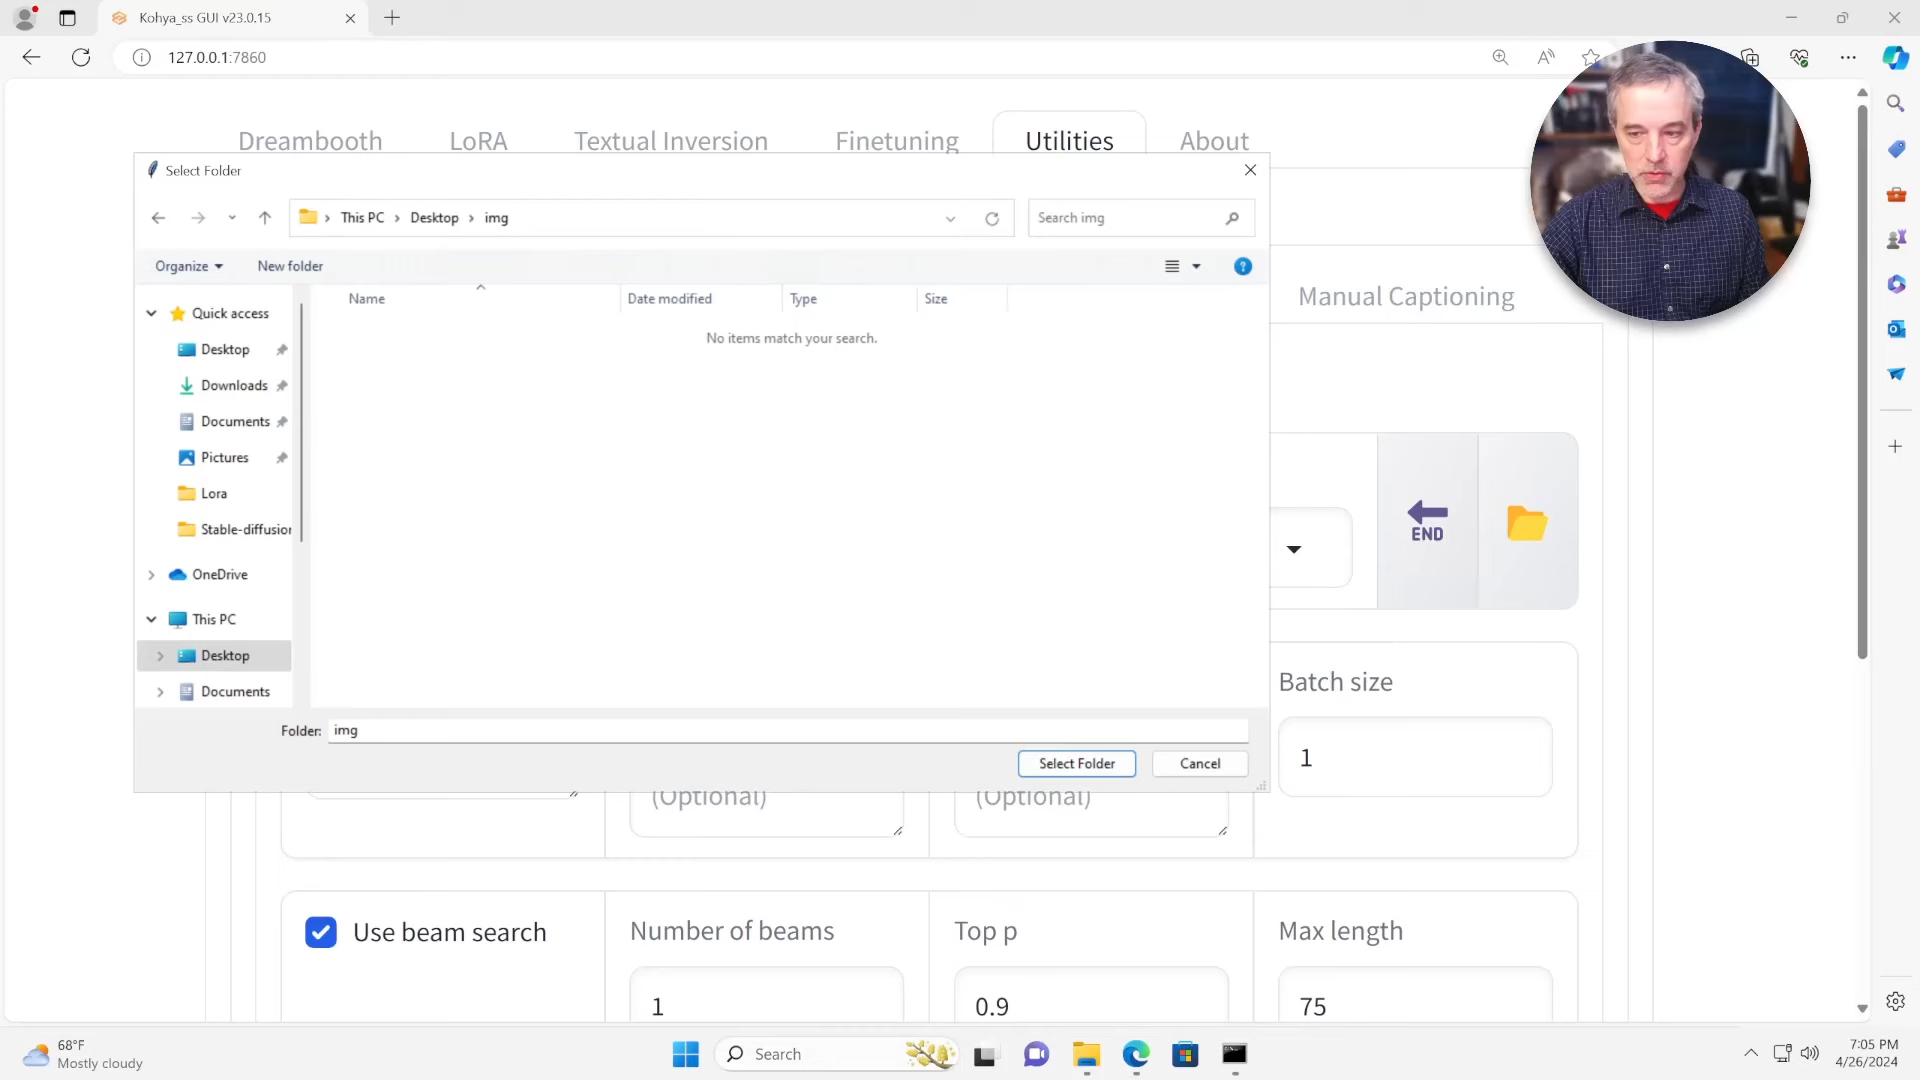 Kohya_ss GUI v23.0.15
127.0.0.1:7860
Dreambooth
LoRA
Textual Inversion
Finetuning
Utilities
About
Select Folder
This PC > Desktop > img
Search img
Organize
New folder
Name
Date modified
Type
Size
No items match your search.
Quick access
Desktop
Downloads
Documents
Pictures
Lora
Stable-diffusion
OneDrive
This PC
Desktop
Documents
Manual Captioning
END
Folder: img
Select Folder
Cancel
Batch size
1
(Optional)
(Optional)
Use beam search
Number of beams
Top p
Max length
1
0.9
75
68°F
Mostly cloudy
Search
7:05 PM
4/26/2024